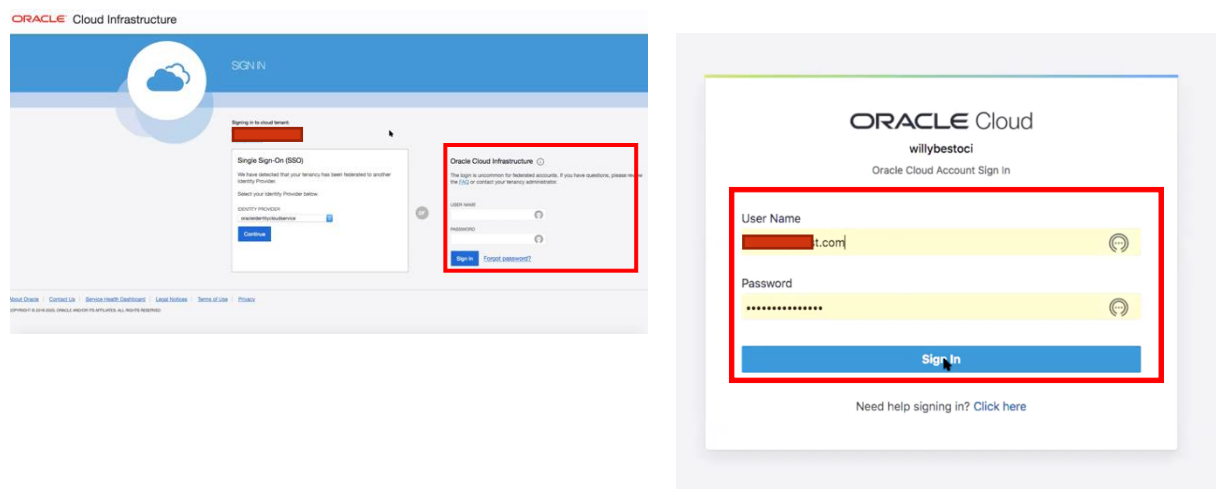 ORACLE Cloud Infrastructure
SIGN IN
Signing in to cloud tenant:
Single Sign-On (SSO)
We have detected that your tenancy has been federated to another
Identity Provider.
Select your Identity Provider below.
IDENTITY PROVIDER
oracleidentitycloudservice
Continue
OR
Oracle Cloud Infrastructure
The login is uncommon for federated accounts. If you have questions, please review
the FAQ or contact your tenancy administrator.
USER NAME
PASSWORD
Sign In Forgot password?
About Oracle | Contact Us | Service Health Dashboard | Legal Notices | Terms of Use | Privacy
ORACLE Cloud
willybestoci
Oracle Cloud Account Sign In
User Name
t.com
Password
Sign In
Need help signing in? Click here